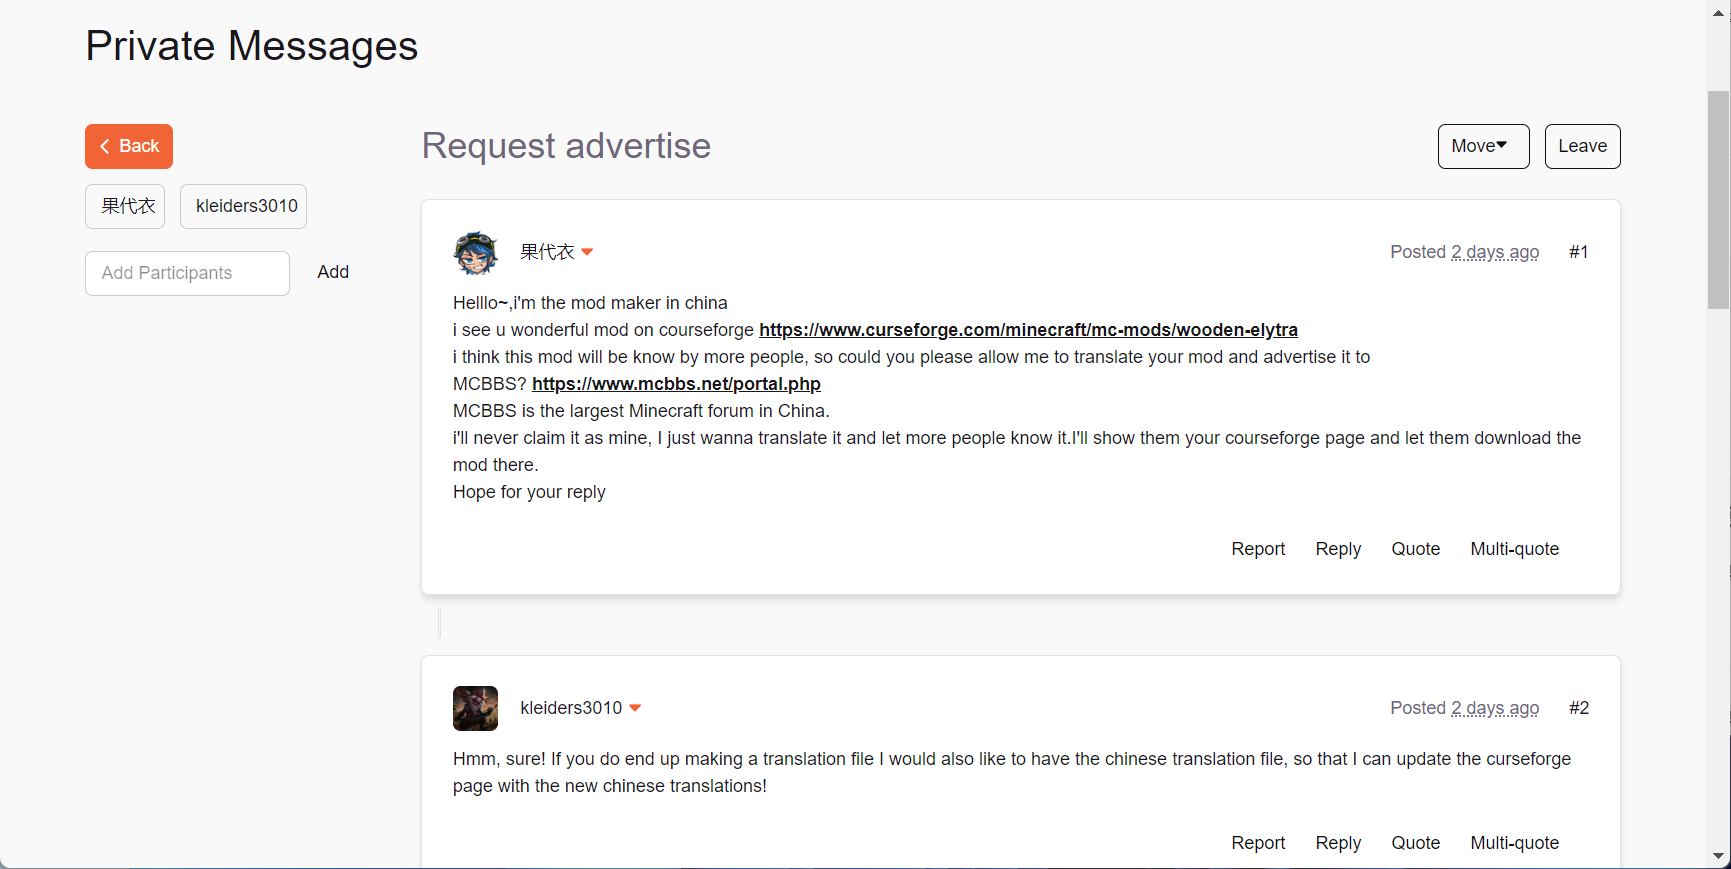 Private Messages
Back
果代衣 kleiders3010
Add Participants Add
Request advertise
Move Leave
果代衣 Posted 2 days ago #1
Helllo~,i'm the mod maker in china
i see u wonderful mod on courseforge https://www.curseforge.com/minecraft/mc-mods/wooden-elytra
i think this mod will be know by more people, so could you please allow me to translate your mod and advertise it to
MCBBS? https://www.mcbbs.net/portal.php
MCBBS is the largest Minecraft forum in China.
i'll never claim it as mine, I just wanna translate it and let more people know it.I'll show them your courseforge page and let them download the
mod there.
Hope for your reply
Report Reply Quote Multi-quote
kleiders3010 Posted 2 days ago #2
Hmm, sure! If you do end up making a translation file I would also like to have the chinese translation file, so that I can update the curseforge
page with the new chinese translations!
Report Reply Quote Multi-quote